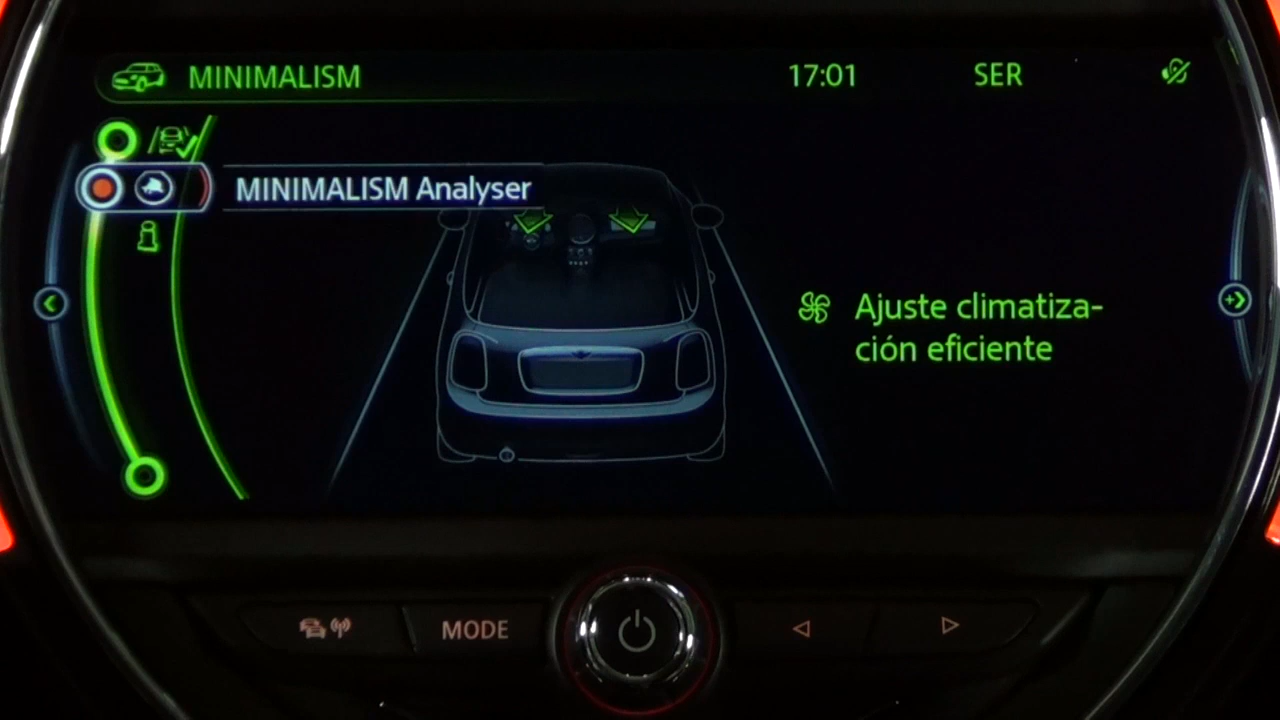 MINIMALISM
17:01
SER
MINIMALISM Analyser
Ajuste climatiza-
ción eficiente
MODE